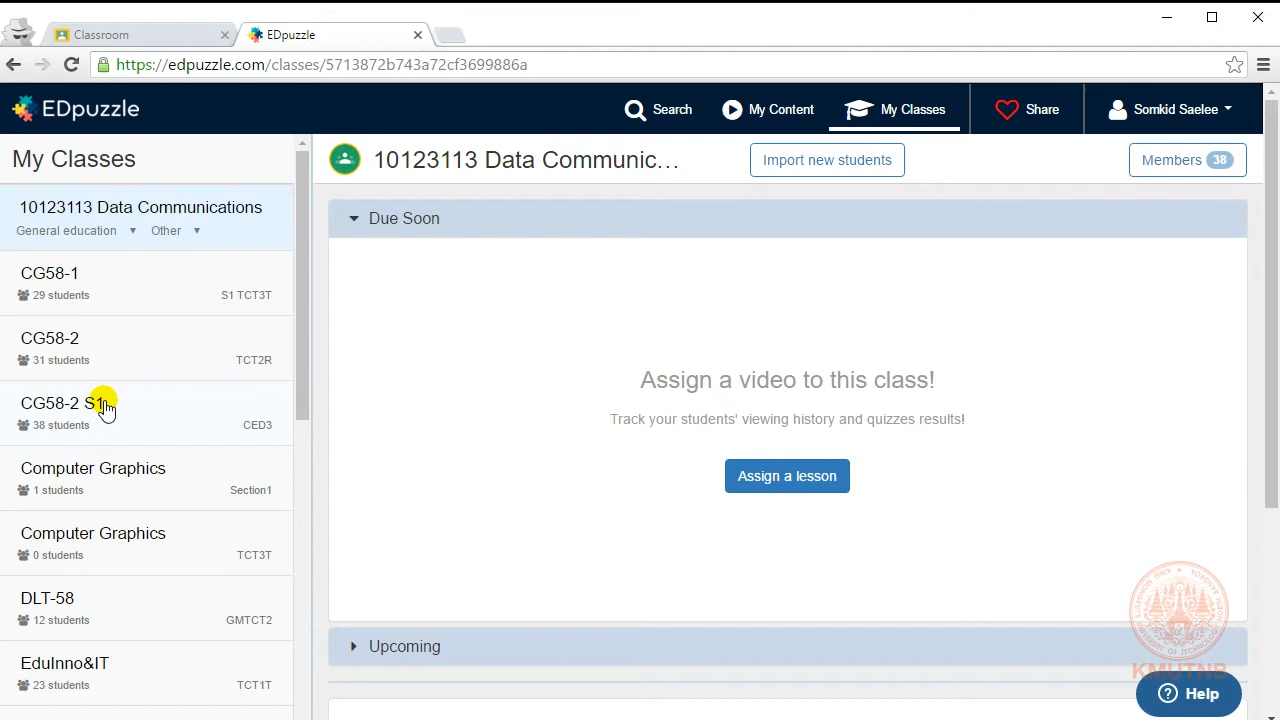 Classroom
EDpuzzle
https://edpuzzle.com/classes/5713872b743a72cf3699886a
EDpuzzle
Search
My Content
My Classes
Share
Somkid Saelee
My Classes
10123113 Data Communic...
Import new students
Members 38
10123113 Data Communications
General education
Other
CG58-1
29 students
S1 TCT3T
CG58-2
31 students
TCT2R
CG58-2 S1
38 students
CED3
Computer Graphics
1 students
Section1
Computer Graphics
0 students
TCT3T
DLT-58
12 students
GMTCT2
EduInno&IT
23 students
TCT1T
Due Soon
Assign a video to this class!
Track your students' viewing history and quizzes results!
Assign a lesson
Upcoming
KMUTNB
Help